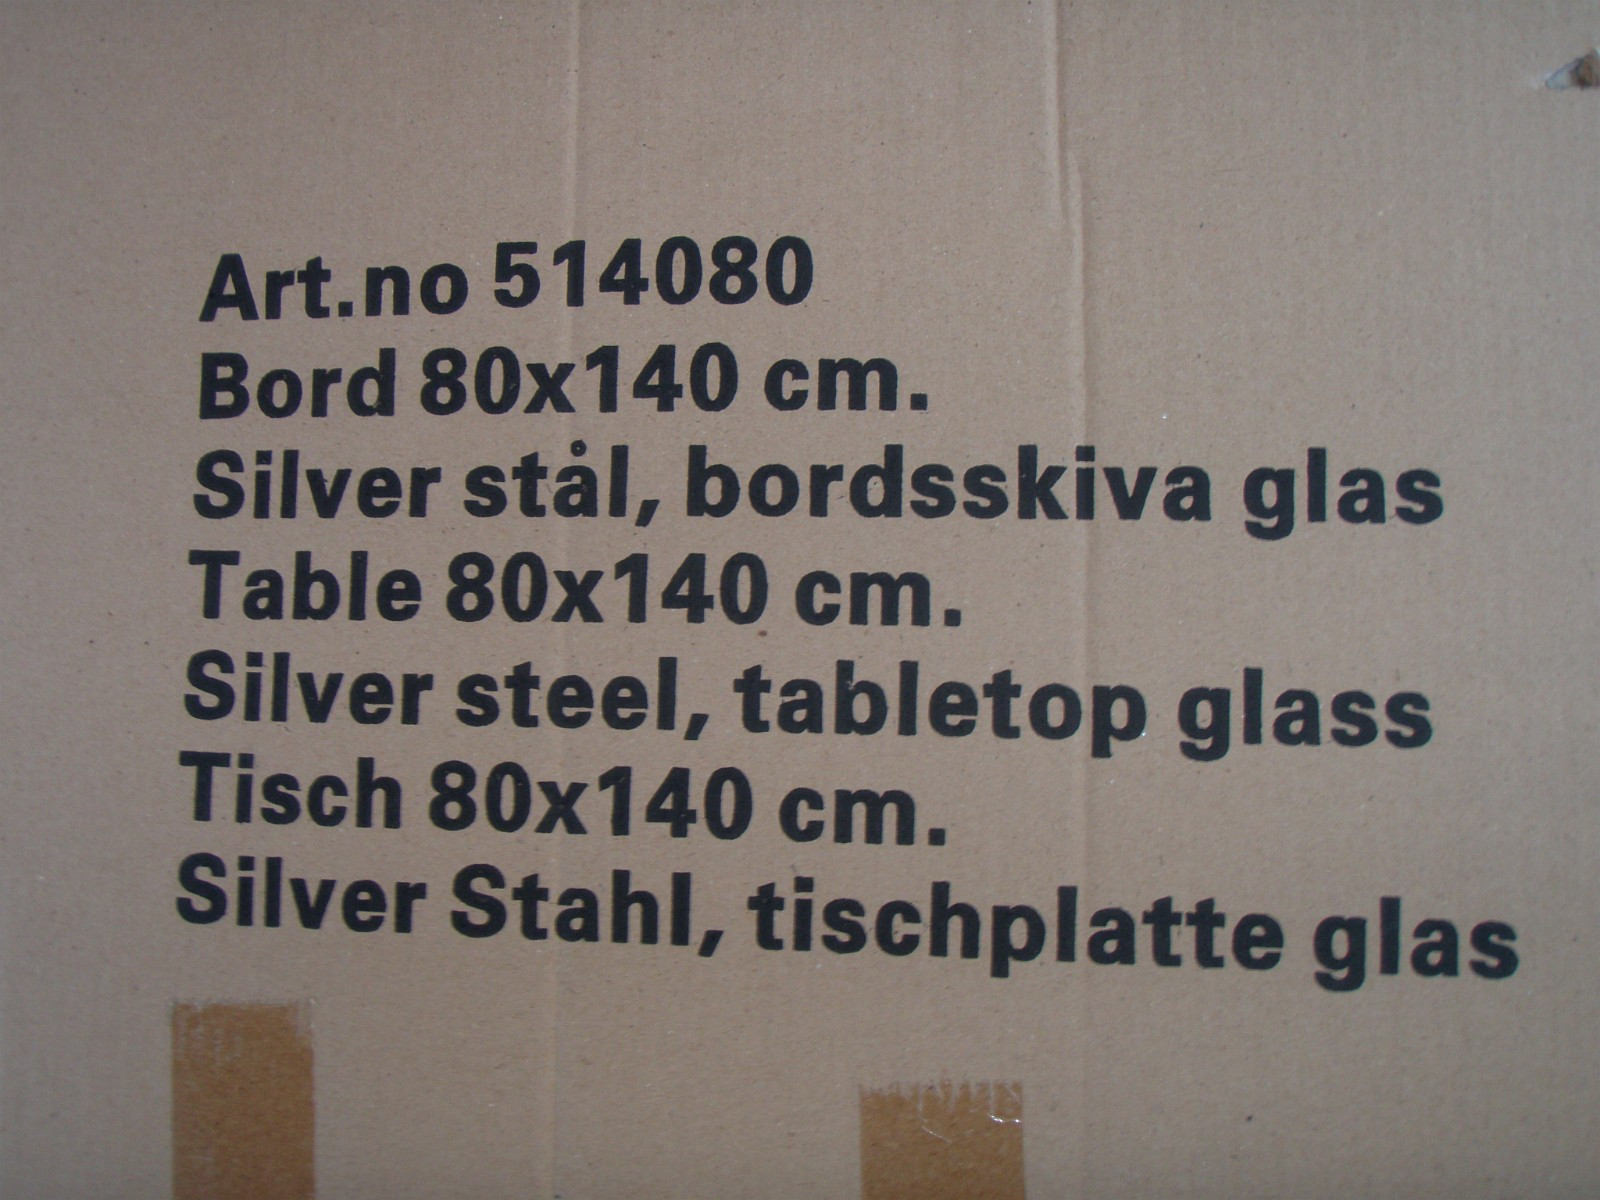 Art.no 514080
Bord 80x140 cm.
Silver stål, bordsskiva glas
Table 80x140 cm.
Silver steel, tabletop glass
Tisch 80x140 cm.
Silver Stahl, tischplatte glas